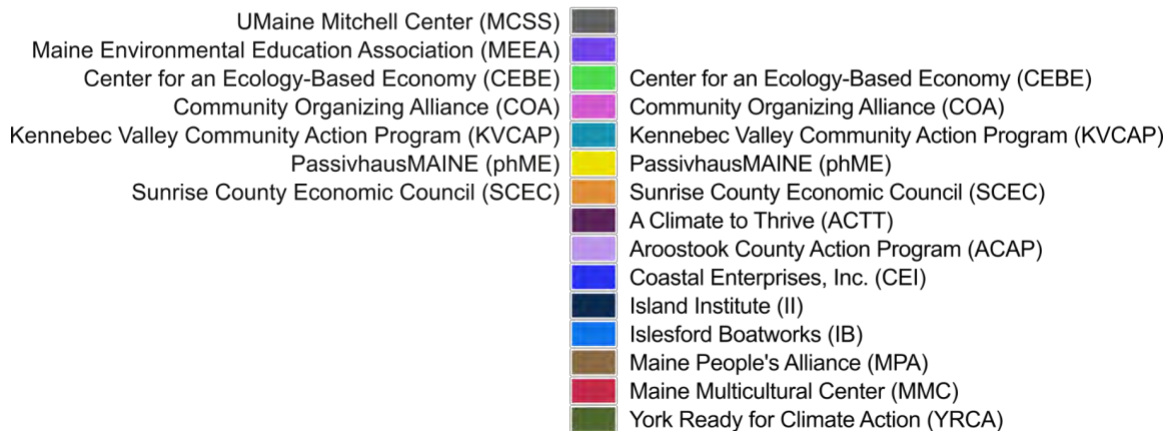 UMaine Mitchell Center (MCSS)
Maine Environmental Education Association (MEEA)
Center for an Ecology-Based Economy (CEBE) Center for an Ecology-Based Economy (CEBE)
Community Organizing Alliance (COA) Community Organizing Alliance (COA)
Kennebec Valley Community Action Program (KVCAP) Kennebec Valley Community Action Program (KVCAP)
PassivhausMAINE (phME) PassivhausMAINE (phME)
Sunrise County Economic Council (SCEC) Sunrise County Economic Council (SCEC)
A Climate to Thrive (ACTT)
Aroostook County Action Program (ACAP)
Coastal Enterprises, Inc. (CEI)
Island Institute (II)
Islesford Boatworks (IB)
Maine People's Alliance (MPA)
Maine Multicultural Center (MMC)
York Ready for Climate Action (YRCA)